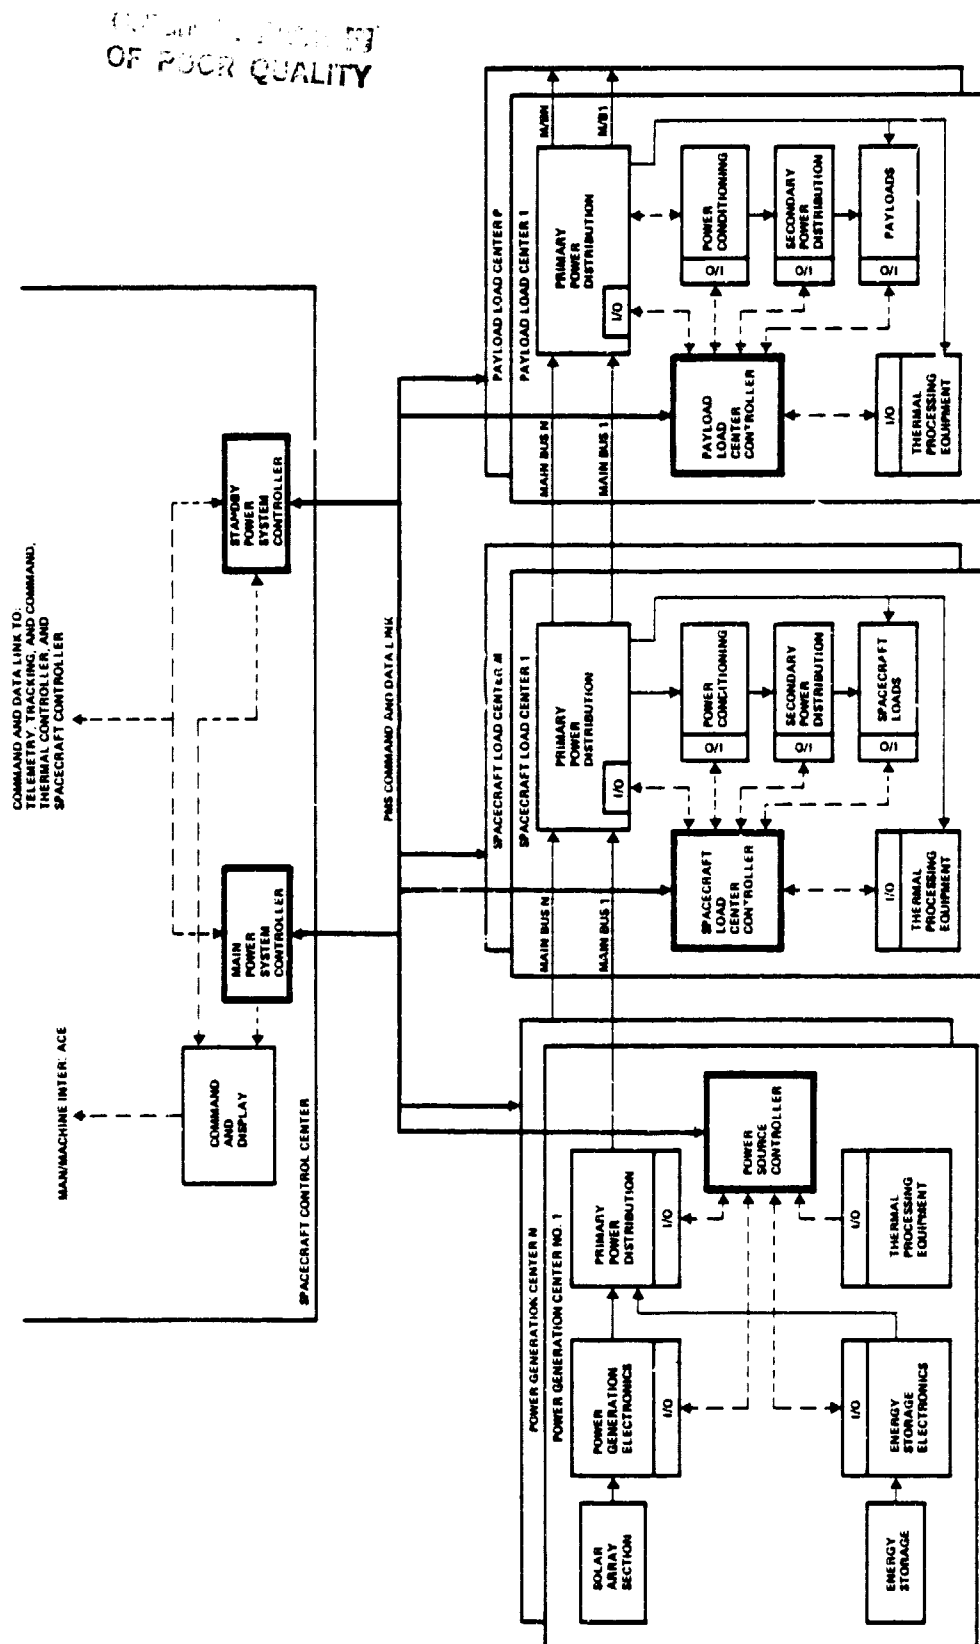 OF POOR QUALITY
COMMAND AND DATA LINK TO:
TELEMETRY, TRACKING, AND COMMAND,
THERMAL CONTROLLER, AND
SPACECRAFT CONTROLLER
MAN/MACHINE
COMMAND
AND
DISPLAY
MAIN
POWER
SYSTEM
CONTROLLER
STANDBY
POWER
SYSTEM
CONTROLLER
SPACECRAFT CONTROL CENTER
PMS COMMAND AND DATA LINK
POWER GENERATION CENTER N
POWER GENERATION CENTER NO. 1
SOLAR
ARRAY
SECTION
POWER
GENERATION
ELECTRONICS
I/O
PRIMARY
POWER
DISTRIBUTION
I/O
POWER
SOURCE
CONTROLLER
ENERGY
STORAGE
I/O
ENERGY
STORAGE
ELECTRONICS
I/O
THERMAL
PROCESSING
EQUIPMENT
MAIN BUS N
MAIN BUS 1
SPACECRAFT LOAD CENTER M
SPACECRAFT LOAD CENTER 1
PRIMARY
POWER
DISTRIBUTION
I/O
SPACECRAFT
LOAD
CENTER
CONTROLLER
I/O
POWER
CONDITIONING
I/O
SECONDARY
POWER
DISTRIBUTION
I/O
SPACECRAFT
LOADS
I/O
THERMAL
PROCESSING
EQUIPMENT
MAIN BUS N
MAIN BUS 1
PAYLOAD LOAD CENTER P
PAYLOAD LOAD CENTER 1
PRIMARY
POWER
DISTRIBUTION
I/O
M/BN
M/B1
PAYLOAD
LOAD
CENTER
CONTROLLER
I/O
POWER
CONDITIONING
I/O
SECONDARY
POWER
DISTRIBUTION
I/O
PAYLOADS
I/O
THERMAL
PROCESSING
EQUIPMENT